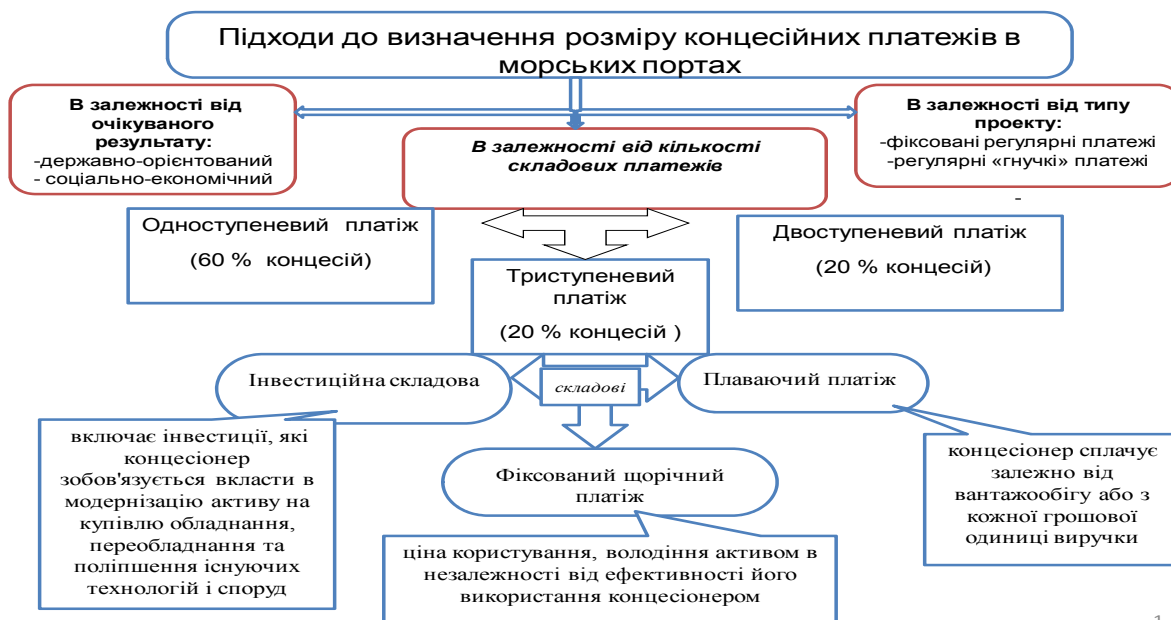 Підходи до визначення розміру концесійних платежів в
морських портах
В залежності від
очікуваного
результату:
-державно-орієнтований
- соціально-економічний
В залежності від кількості
складових платежів
В залежності від типу
проекту:
-фіксовані регулярні платежі
-регулярні «гнучкі» платежі
-
Одноступеневий платіж
(60 % концесій)
Двоступеневий платіж
(20 % концесій)
Триступеневий
платіж
(20 % концесій )
Інвестиційна складова
складові
Плаваючий платіж
включає інвестиції, які
концесіонер
зобов'язується вкласти в
модернізацію активу на
купівлю обладнання,
переобладнання та
поліпшення існуючих
технологій і споруд
Фіксований щорічний
платіж
концесіонер сплачує
залежно від
вантажообігу або з
кожної грошової
одиниці виручки
ціна користування, володіння активом в
незалежності від ефективності його
використання концесіонером
1